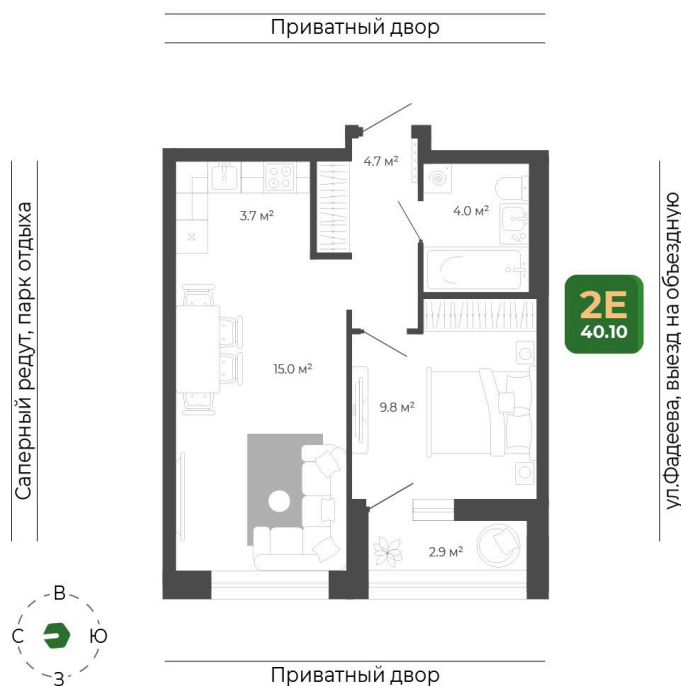 Приватный двор
4.7 м²
3.7 м²
4.0 м²
Саперный редут, парк отдыха
ул.Фадеева, выезд на объездную
2Е
40.10
15.0 м²
9.8 м²
2.9 м²
В
С
Ю
З
Приватный двор